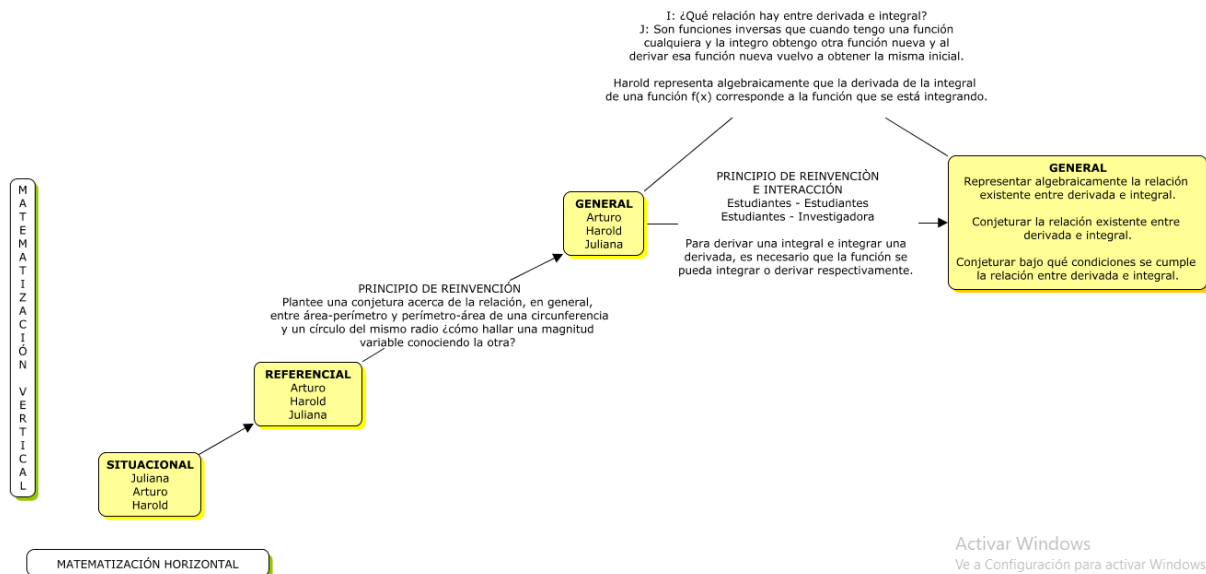 I: ¿Qué relación hay entre derivada e integral?
J: Son funciones inversas que cuando tengo una función
cualquiera y la integro obtengo otra función nueva y al
derivar esa función nueva vuelvo a obtener la misma inicial.
Harold representa algebraicamente que la derivada de la integral
de una función f(x) corresponde a la función que se está integrando.
GENERAL
Representar algebraicamente la relación
existente entre derivada e integral.
Conjeturar la relación existente entre
derivada e integral.
Conjeturar bajo qué condiciones se cumple
la relación entre derivada e integral.
PRINCIPIO DE REINVENCIÒN
E INTERACCIÓN
Estudiantes - Estudiantes
Estudiantes - Investigadora
Para derivar una integral e integrar una
derivada, es necesario que la función se
pueda integrar o derivar respectivamente.
GENERAL
Arturo
Harold
Juliana
PRINCIPIO DE REINVENCIÓN
Plantee una conjetura acerca de la relación, en general,
entre área-perímetro y perímetro-área de una circunferencia
y un círculo del mismo radio ¿cómo hallar una magnitud
variable conociendo la otra?
REFERENCIAL
Arturo
Harold
Juliana
SITUACIONAL
Juliana
Arturo
Harold
MATEMATIZACIÓN VERTICAL
MATEMATIZACIÓN HORIZONTAL
Activar Windows
Ve a Configuración para activar Windows